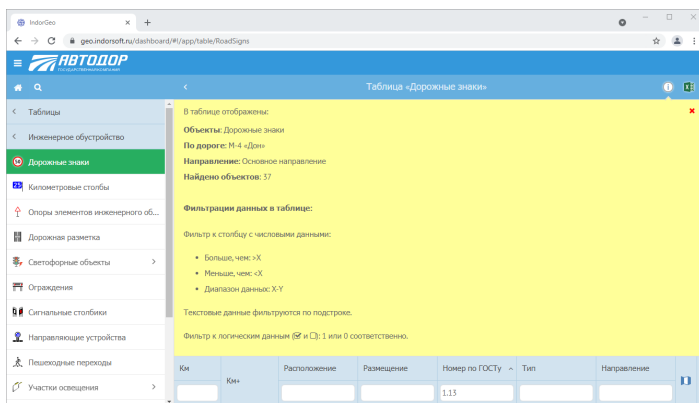 IndorGeo
geo.indorsoft.ru/dashboard/#!/app/table/RoadSigns
АВТОДОР
ГОСУДАРСТВЕННАЯ КОМПАНИЯ
Таблица «Дорожные знаки»
Таблицы
Инженерное обустройство
Дорожные знаки
Километровые столбы
Опоры элементов инженерного об...
Дорожная разметка
Светофорные объекты
Ограждения
Сигнальные столбики
Направляющие устройства
Пешеходные переходы
Участки освещения
В таблице отображены:
Объекты: Дорожные знаки
По дороге: М-4 «Дон»
Направление: Основное направление
Найдено объектов: 37
Фильтрации данных в таблице:
Фильтр к столбцу с числовыми данными:
• Больше, чем: >X
• Меньше, чем: <X
• Диапазон данных: X-Y
Текстовые данные фильтруются по подстроке.
Фильтр к логическим данным (☑ и ☐): 1 или 0 соответственно.
Км Км+ Расположение Размещение Номер по ГОСТу Тип Направление
1.13